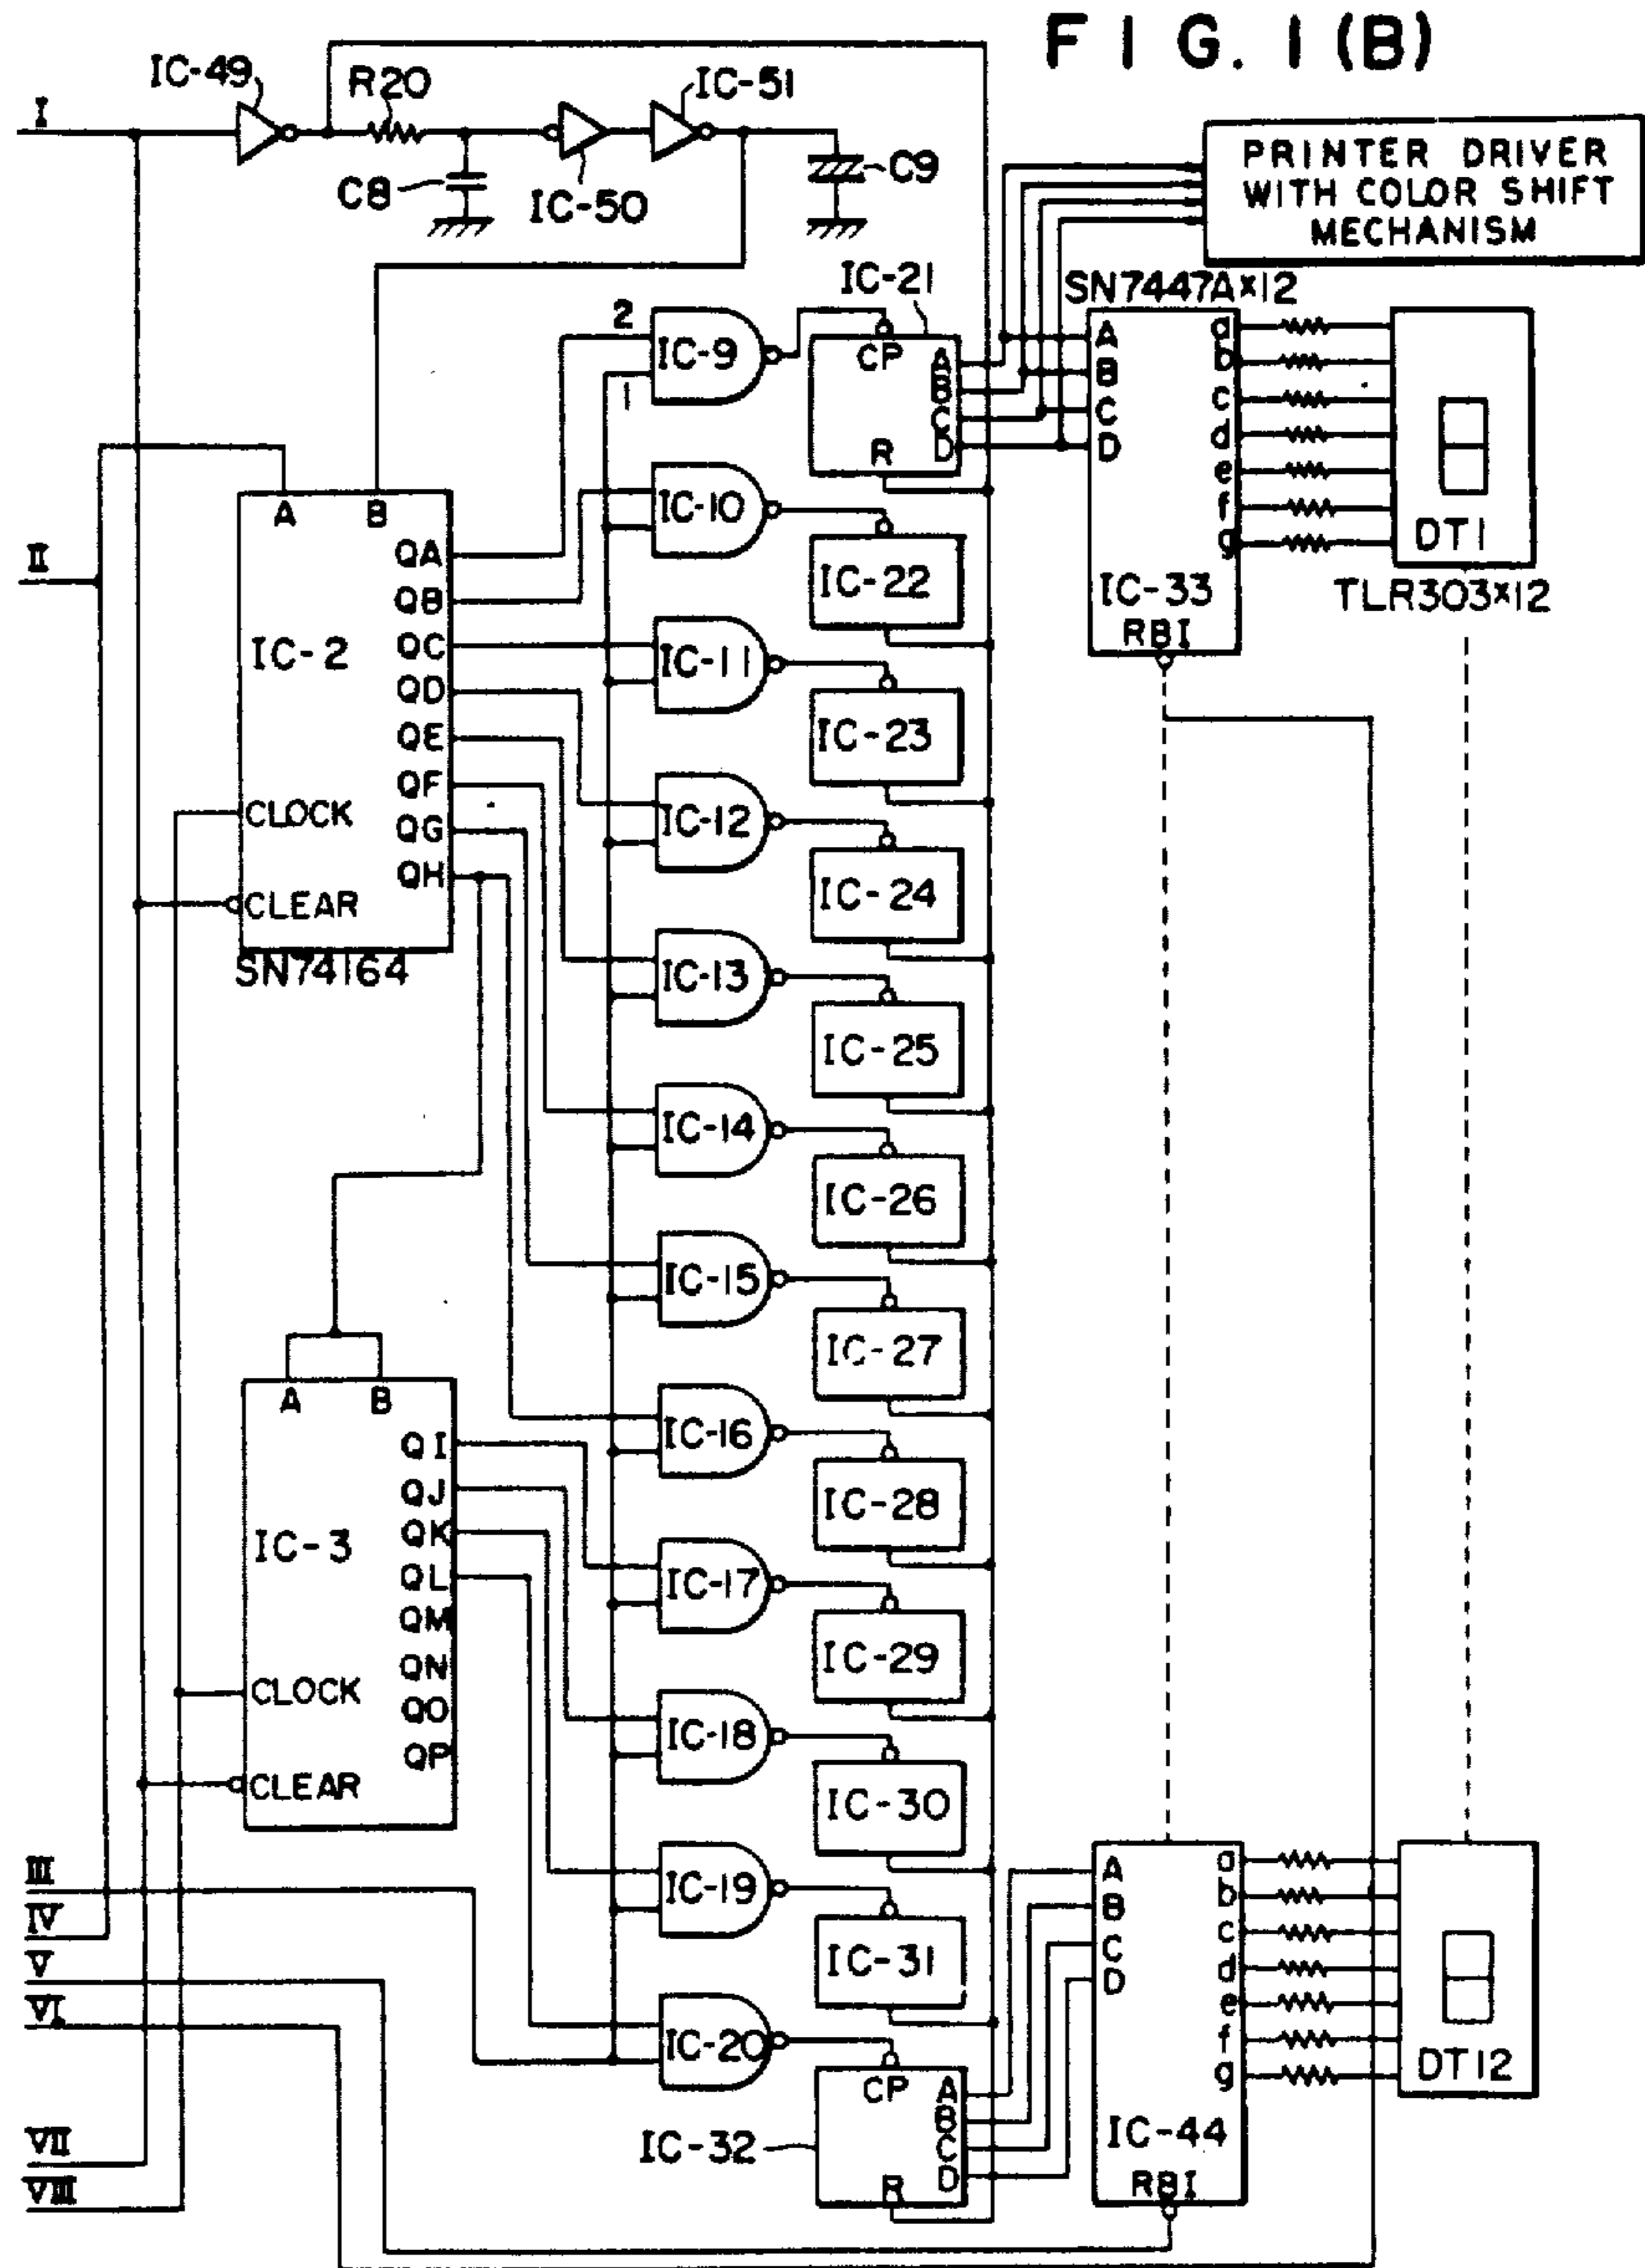 FIG. 1 (B)
IC-49
R20
IC-51
I
C8
IC-50
C9
PRINTER DRIVER
WITH COLOR SHIFT
MECHANISM
IC-21
SN7447A×12
2
IC-9
1
CP
A
B
C
D
R
A
B
C
D
a
b
c
d
e
f
g
DT1
IC-33
RBI
TLR303×12
II
A
B
QA
QB
QC
QD
QE
QF
QG
QH
IC-2
CLOCK
CLEAR
SN74164
IC-10
IC-22
IC-11
IC-23
IC-12
IC-24
IC-13
IC-25
IC-14
IC-26
IC-15
IC-27
IC-16
IC-28
IC-17
IC-29
IC-18
IC-30
IC-19
IC-31
IC-20
A
B
QI
QJ
QK
QL
QM
QN
QO
QP
IC-3
CLOCK
CLEAR
III
IV
V
VI
VII
VIII
CP
A
B
C
D
R
IC-32
A
B
C
D
a
b
c
d
e
f
g
IC-44
RBI
DT12